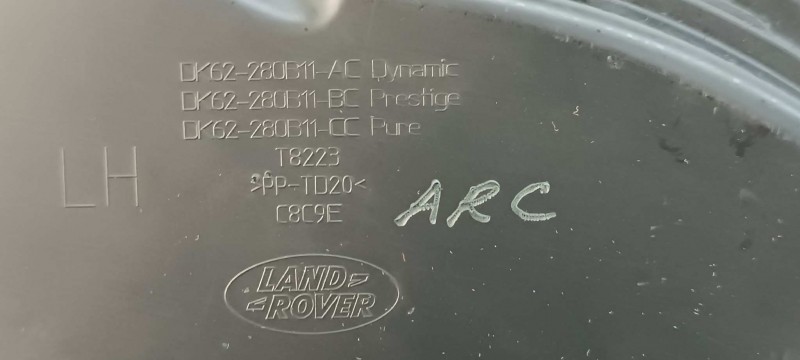 DK62-280B11-AC Dynamic
DK62-280B11-BC Prestige
DK62-280B11-CC Pure
LH
T8223
>PP-TD20<
C8C9E
ARC
LAND
ROVER